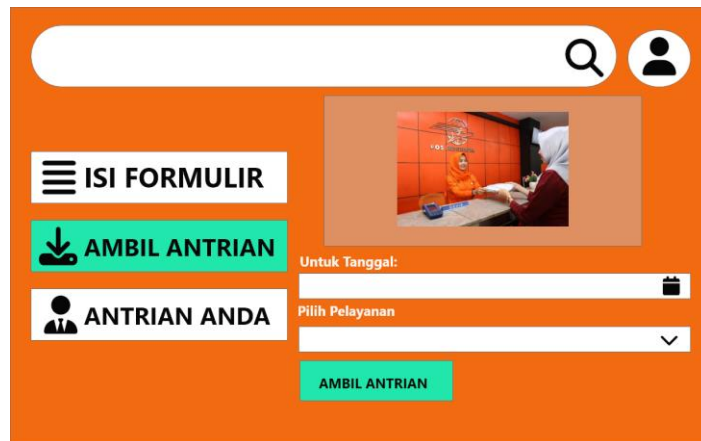 ISI FORMULIR
AMBIL ANTRIAN
ANTRIAN ANDA
Untuk Tanggal:
Pilih Pelayanan
AMBIL ANTRIAN